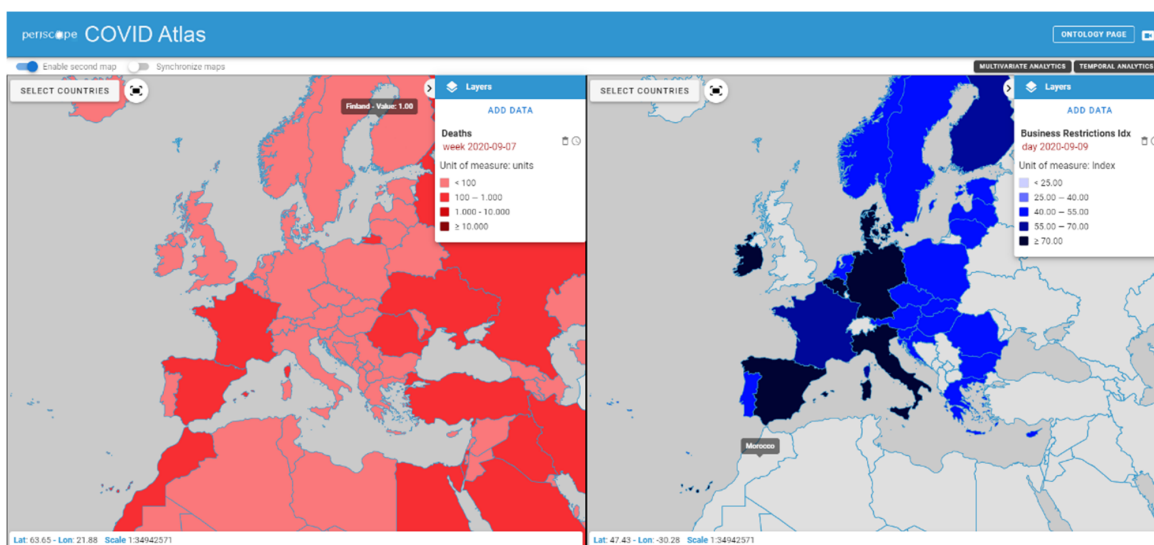 periscope COVID Atlas
ONTOLOGY PAGE
Enable second map
Synchronize maps
MULTIVARIATE ANALYTICS
TEMPORAL ANALYTICS
SELECT COUNTRIES
Finland - Value: 1.00
Layers
ADD DATA
Deaths
week 2020-09-07
Unit of measure: units
< 100
100 — 1.000
1.000 - 10.000
≥ 10.000
Lat: 63.65 - Lon: 21.88 Scale 1:34942571
SELECT COUNTRIES
Layers
ADD DATA
Business Restrictions Idx
day 2020-09-09
Unit of measure: Index
< 25.00
25.00 — 40.00
40.00 — 55.00
55.00 — 70.00
≥ 70.00
Morocco
Lat: 47.43 - Lon: -30.28 Scale 1:34942571